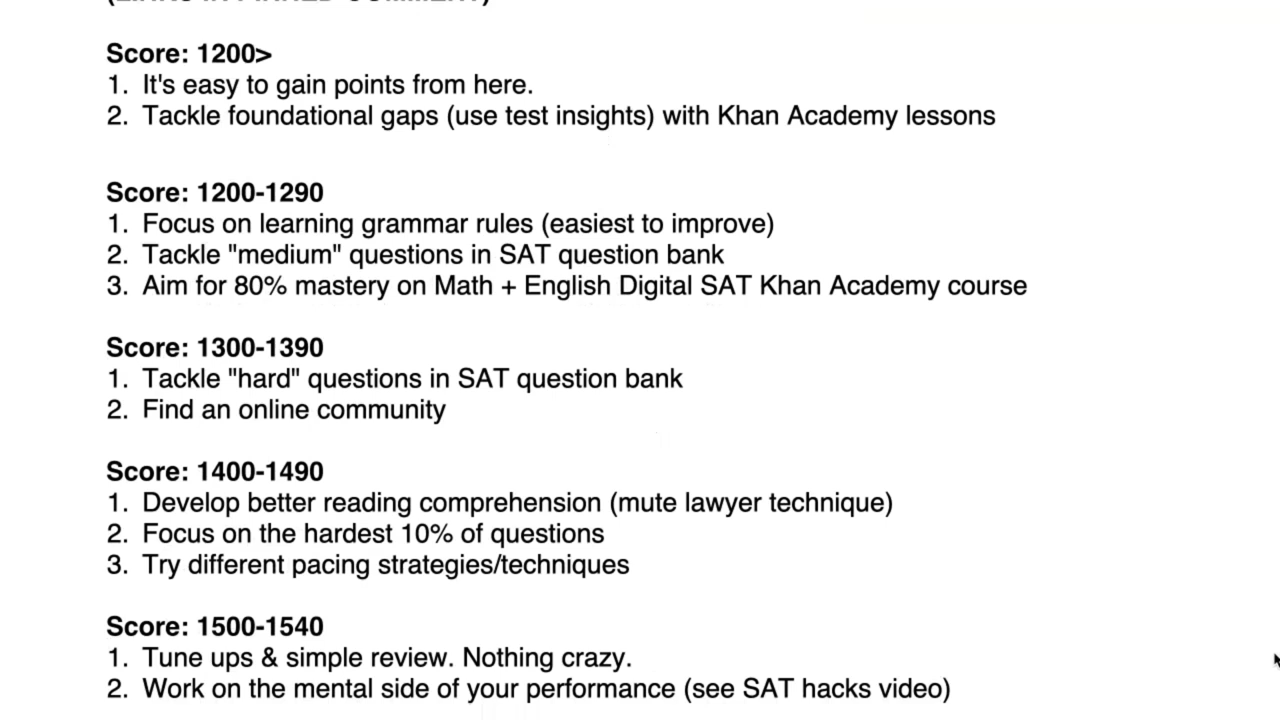 Score: 1200>
1. It's easy to gain points from here.
2. Tackle foundational gaps (use test insights) with Khan Academy lessons
Score: 1200-1290
1. Focus on learning grammar rules (easiest to improve)
2. Tackle "medium" questions in SAT question bank
3. Aim for 80% mastery on Math + English Digital SAT Khan Academy course
Score: 1300-1390
1. Tackle "hard" questions in SAT question bank
2. Find an online community
Score: 1400-1490
1. Develop better reading comprehension (mute lawyer technique)
2. Focus on the hardest 10% of questions
3. Try different pacing strategies/techniques
Score: 1500-1540
1. Tune ups & simple review. Nothing crazy.
2. Work on the mental side of your performance (see SAT hacks video)